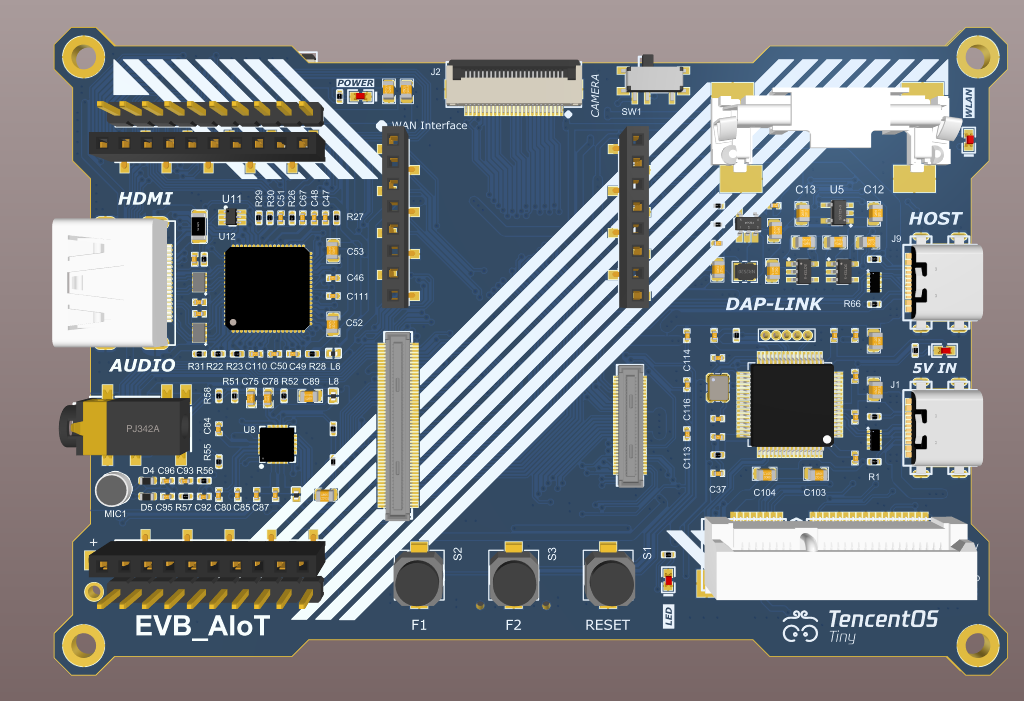 POWER
J2
CAMERA
SW1
WLAN
WAN Interface
HDMI
U11
R29
R30
C51
R26
C67
C48
C47
R27
U12
C53
C46
C111
C52
C13
U5
C12
HOST
J9
R66
DAP-LINK
AUDIO
R31 R22 R23 C110 C50 C49 R28 L6
5V IN
C114
J1
R58
R51 C75 C78 R52 C89 L8
PJ342A
C84
U8
C116
R55
C113
D4 C96 C93 R56
C37
C104
C103
R1
MIC1
D5 C95 R57 C92 C80 C85 C87
+
S2
S3
S1
LED
F1
F2
RESET
EVB_AIoT
TencentOS
Tiny